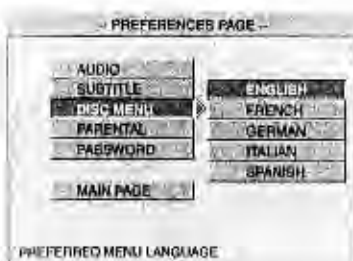 -- PREFERENCES PAGE --
AUDIO
SUBTITLE
DISC MENU
PARENTAL
PASSWORD
MAIN PAGE
ENGLISH
FRENCH
GERMAN
ITALIAN
SPANISH
PREFERRED MENU LANGUAGE